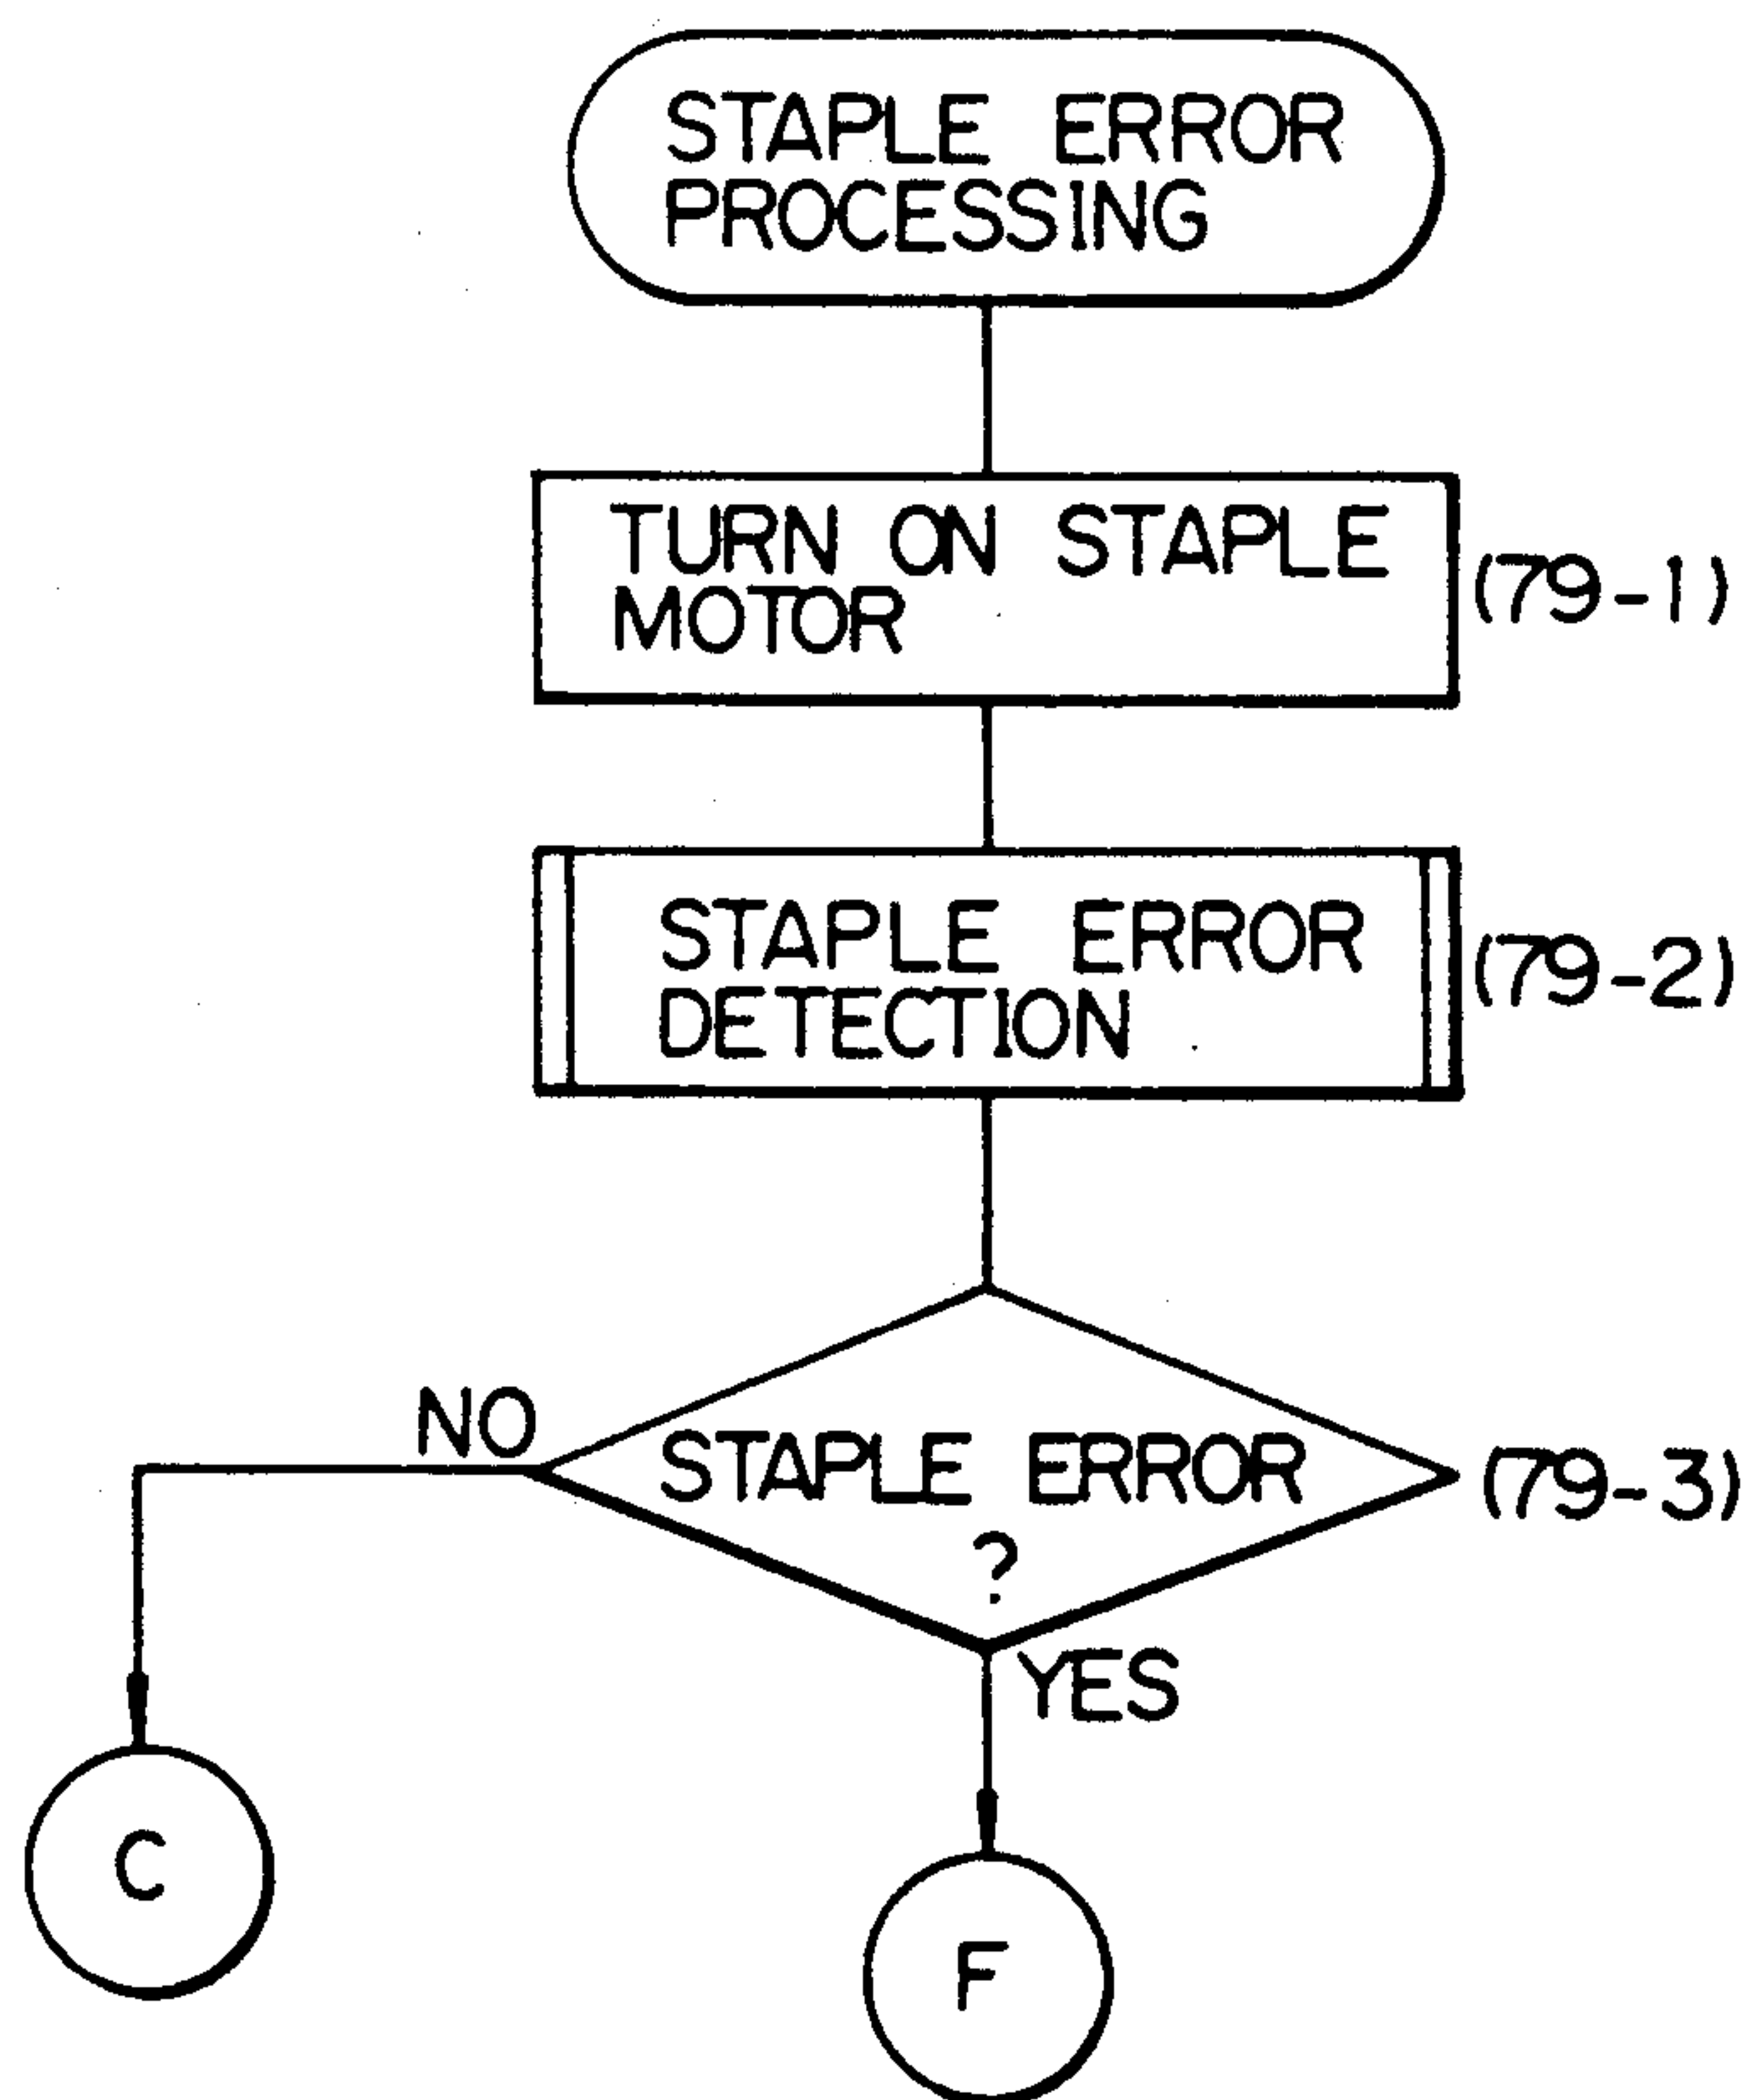 STAPLE ERROR
PROCESSING
TURN ON STAPLE
MOTOR
(79-1)
STAPLE ERROR
DETECTION
(79-2)
NO
STAPLE ERROR
?
(79-3)
YES
C
F